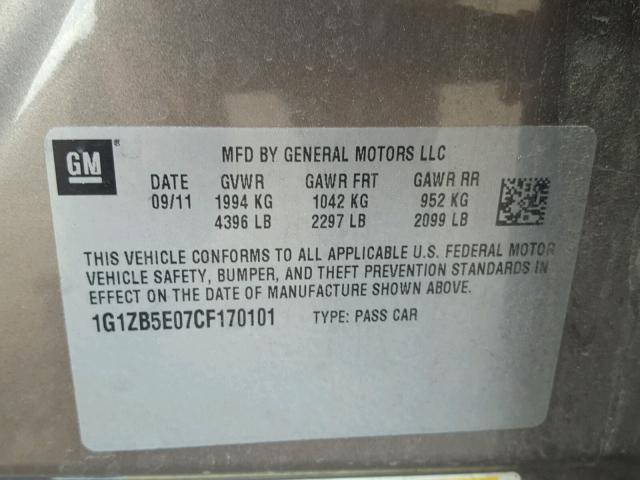 GM ® MFD BY GENERAL MOTORS LLC
DATE GVWR GAWR FRT GAWR RR
09/11 1994 KG 1042 KG 952 KG
4396 LB 2297 LB 2099 LB
THIS VEHICLE CONFORMS TO ALL APPLICABLE U.S. FEDERAL MOTOR
VEHICLE SAFETY, BUMPER, AND THEFT PREVENTION STANDARDS IN
EFFECT ON THE DATE OF MANUFACTURE SHOWN ABOVE.
1G1ZB5E07CF170101 TYPE: PASS CAR